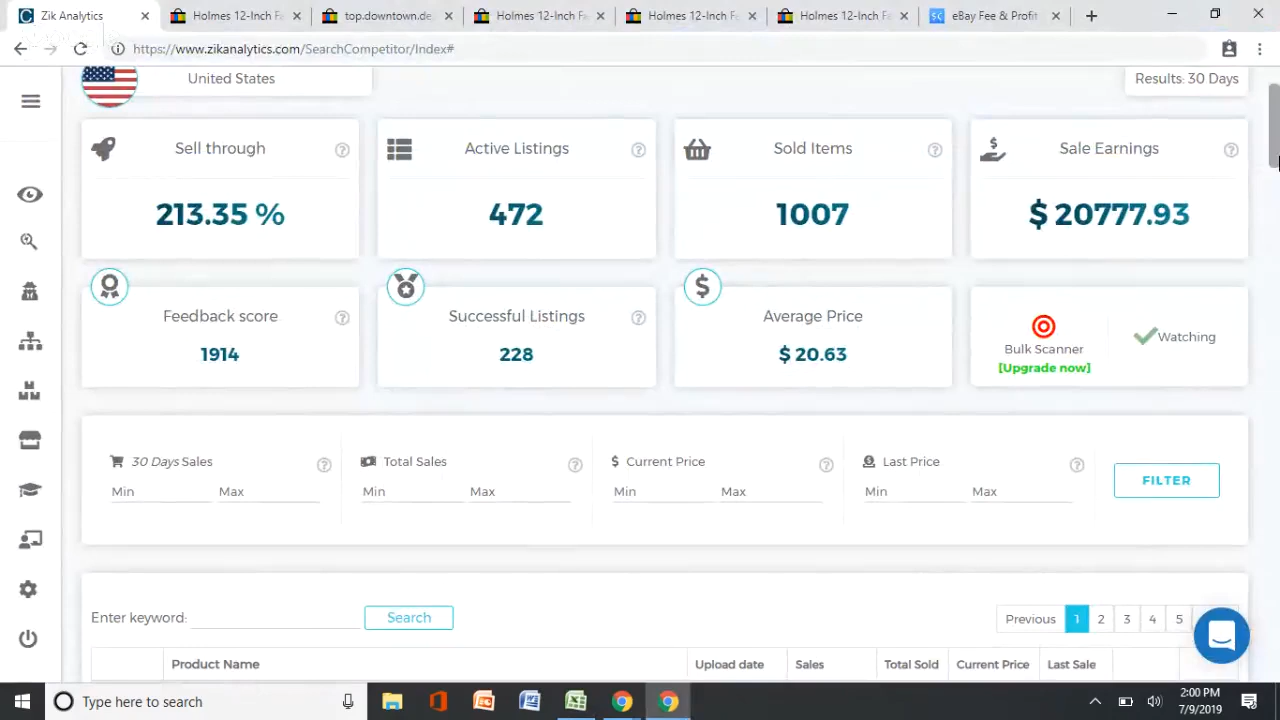 Zik Analytics
Holmes 12-Inch Fa
top.downtown.de
Holmes 12-Inch Fa
Holmes 12-Inch Fa
Holmes 12-Inch Fa
eBay Fee & Profit
https://www.zikanalytics.com/SearchCompetitor/Index#
United States
Results: 30 Days
Sell through
Active Listings
Sold Items
Sale Earnings
213.35 %
472
1007
$ 20777.93
Feedback score
Successful Listings
Average Price
1914
228
$ 20.63
Bulk Scanner
[Upgrade now]
Watching
30 Days Sales
Total Sales
Current Price
Last Price
Min Max
Min Max
Min Max
Min Max
FILTER
Enter keyword:
Search
Previous 1 2 3 4 5
Product Name Upload date Sales Total Sold Current Price Last Sale
Type here to search
2:00 PM
7/9/2019